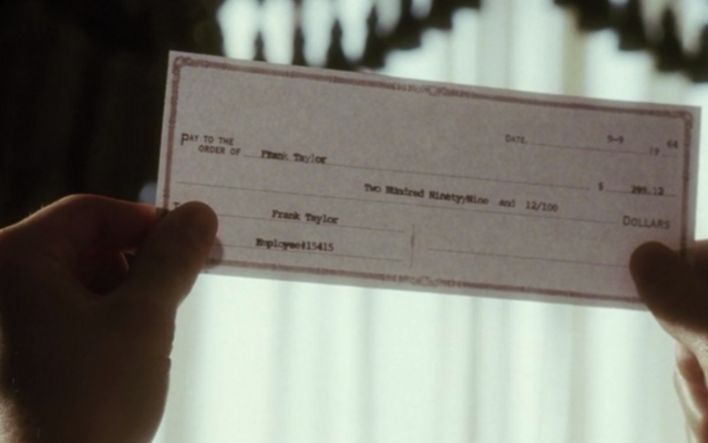 DATE 9-9 19 64
PAY TO THE
ORDER OF Frank Taylor $ 299.12
Two Hundred Ninety/Nine and 12/100 DOLLARS
Frank Taylor
Employee#15415